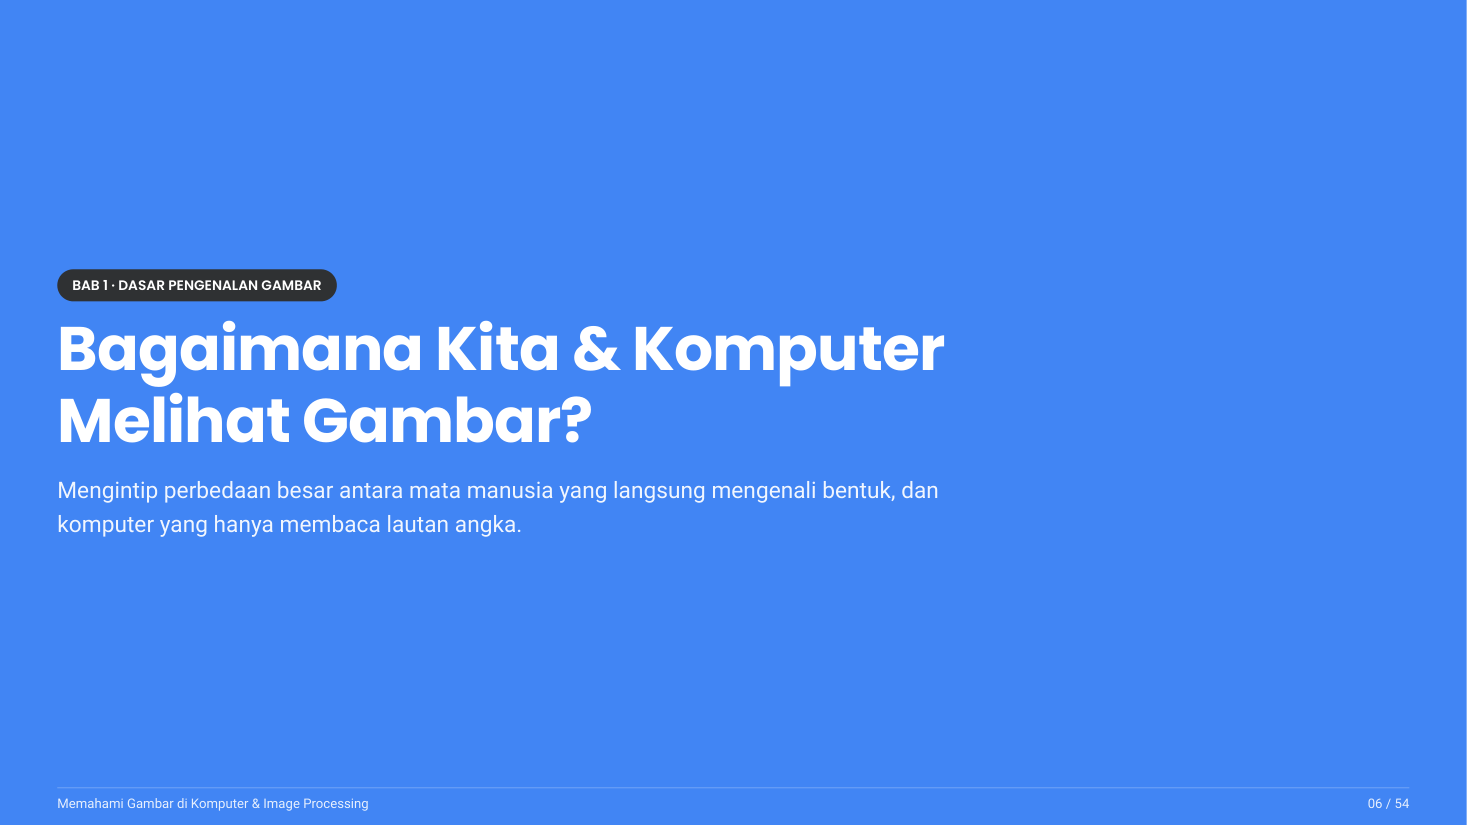 BAB 1 · DASAR PENGENALAN GAMBAR
Bagaimana Kita & Komputer
Melihat Gambar?
Mengintip perbedaan besar antara mata manusia yang langsung mengenali bentuk, dan
komputer yang hanya membaca lautan angka.
Memahami Gambar di Komputer & Image Processing
06 / 54